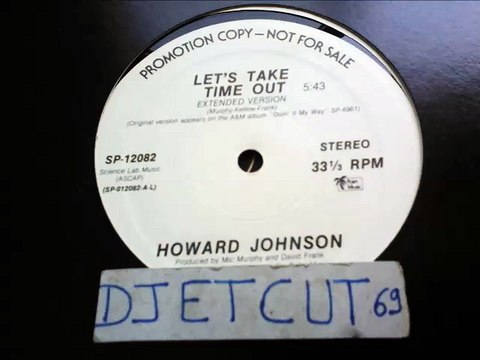 PROMOTION COPY — NOT FOR SALE
LET'S TAKE
TIME OUT 5:43
EXTENDED VERSION
(Murphy-Kellow-Frank)
(Original version appears on the A&M album "Doin' It My Way" SP-4961)
STEREO
SP-12082
33⅓ RPM
Science Lab Music
(ASCAP)
(SP-012082-A-L)
HOWARD JOHNSON
Produced by Mic Murphy and David Frank
DJETCUT69